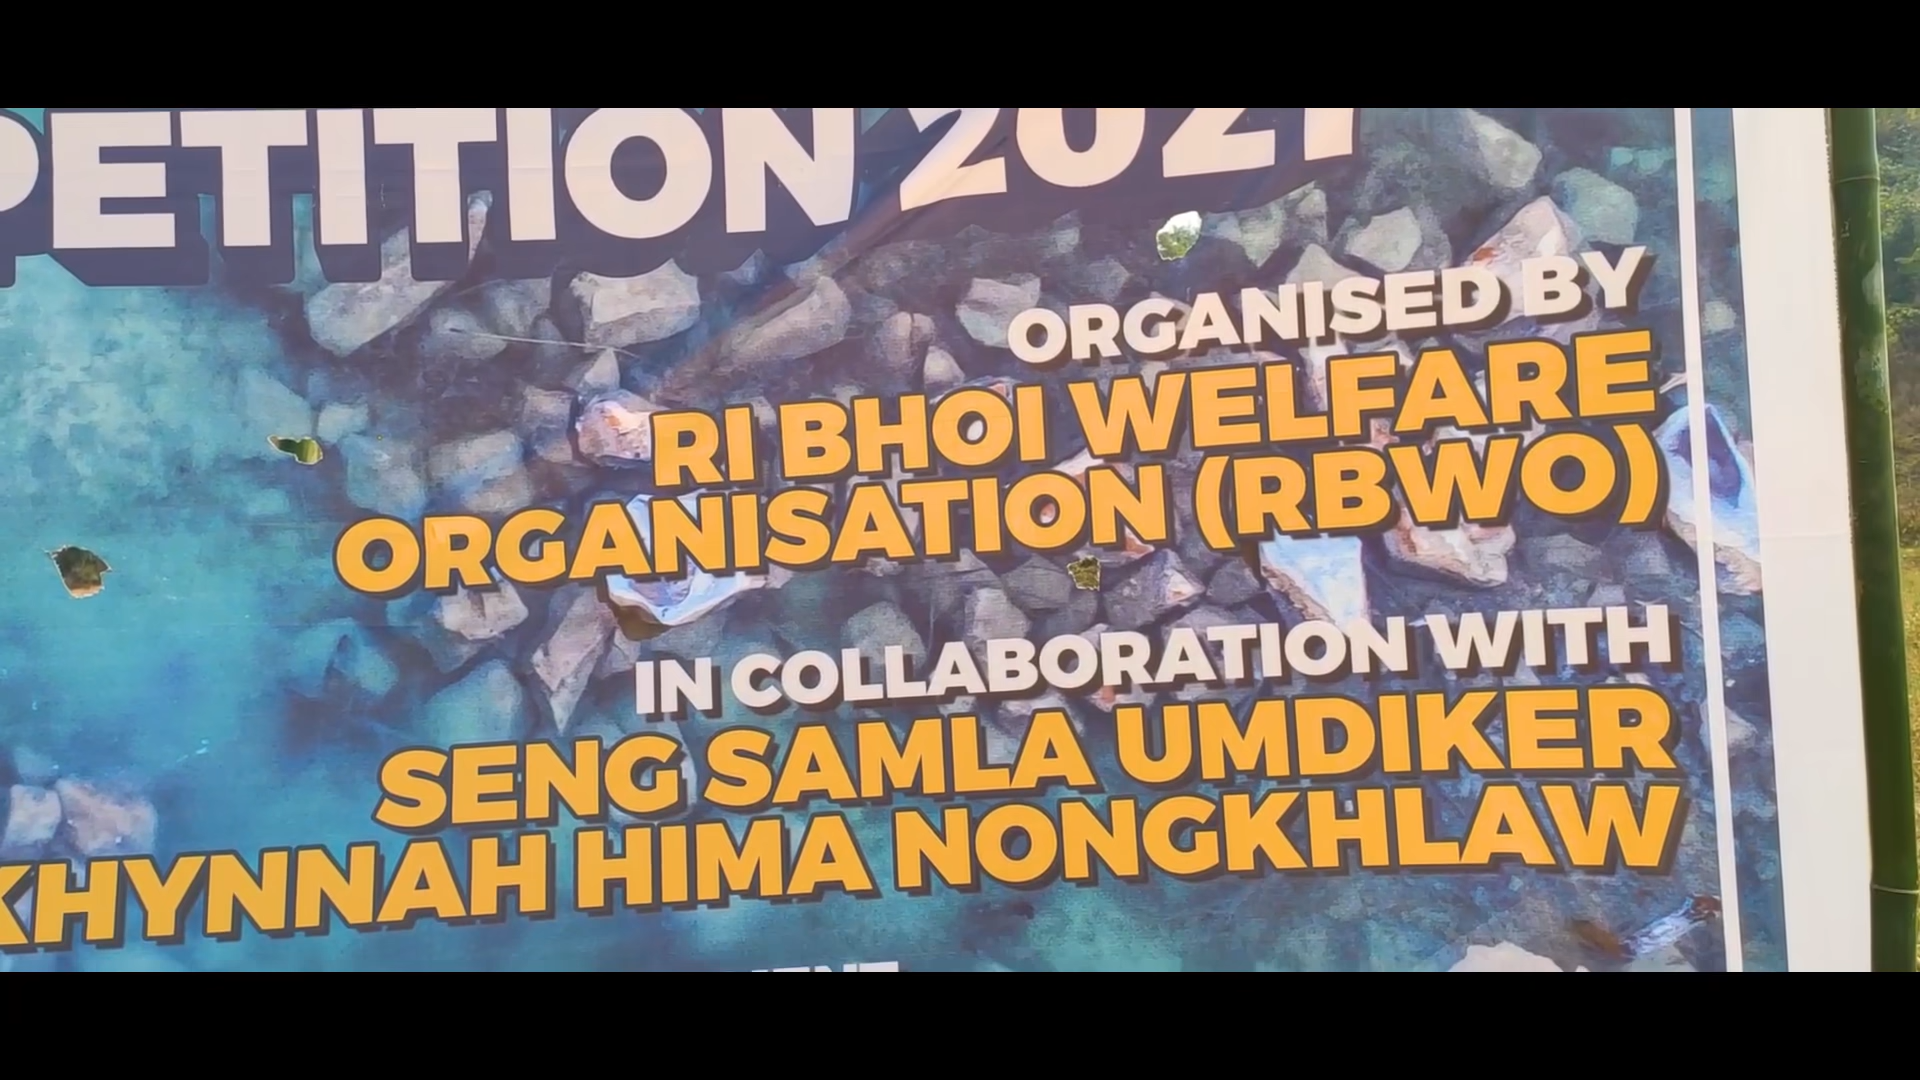 PETITION 2021
ORGANISED BY
RI BHOI WELFARE
ORGANISATION (RBWO)
IN COLLABORATION WITH
SENG SAMLA UMDIKER
KHYNNAH HIMA NONGKHLAW